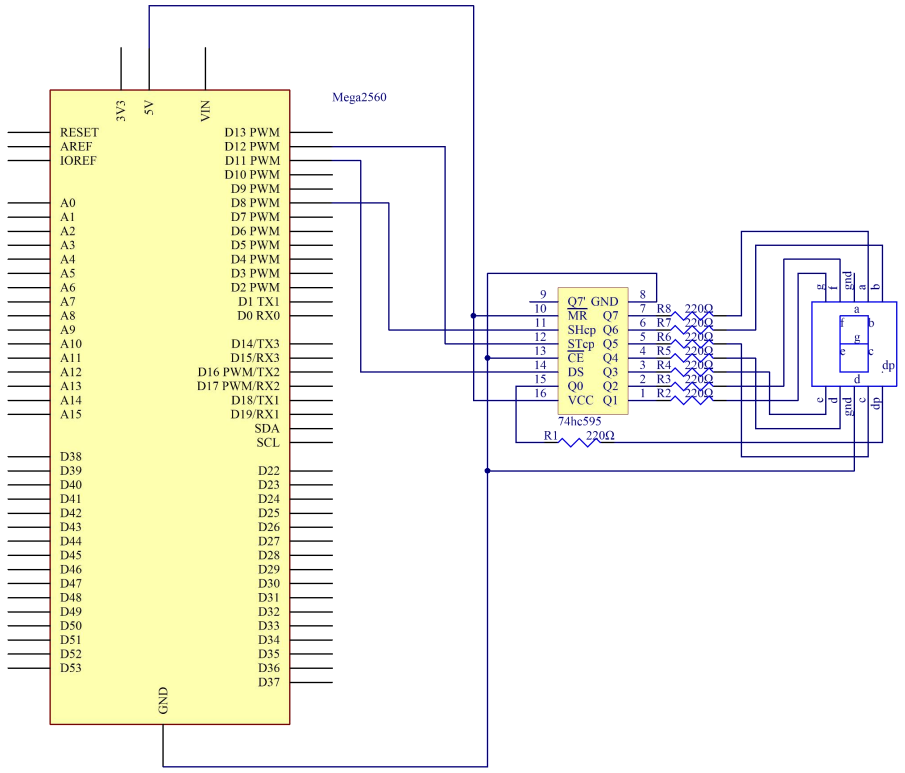 Mega2560
3V3
5V
VIN
RESET
AREF
IOREF
A0
A1
A2
A3
A4
A5
A6
A7
A8
A9
A10
A11
A12
A13
A14
A15
D38
D39
D40
D41
D42
D43
D44
D45
D46
D47
D48
D49
D50
D51
D52
D53
D13 PWM
D12 PWM
D11 PWM
D10 PWM
D9 PWM
D8 PWM
D7 PWM
D6 PWM
D5 PWM
D4 PWM
D3 PWM
D2 PWM
D1 TX1
D0 RX0
D14/TX3
D15/RX3
D16 PWM/TX2
D17 PWM/RX2
D18/TX1
D19/RX1
SDA
SCL
D22
D23
D24
D25
D26
D27
D28
D29
D30
D31
D32
D33
D34
D35
D36
D37
GND
9 Q7' GND 8
10 MR Q7 7 R8 220Ω
11 SHcp Q6 6 R7 220Ω
12 STcp Q5 5 R6 220Ω
13 CE Q4 4 R5 220Ω
14 DS Q3 3 R4 220Ω
15 Q0 Q2 2 R3 220Ω
16 VCC Q1 1 R2 220Ω
74hc595
R1 220Ω
g f gnd a b
a
f b
g
e c
dp
d
e d gnd c dp